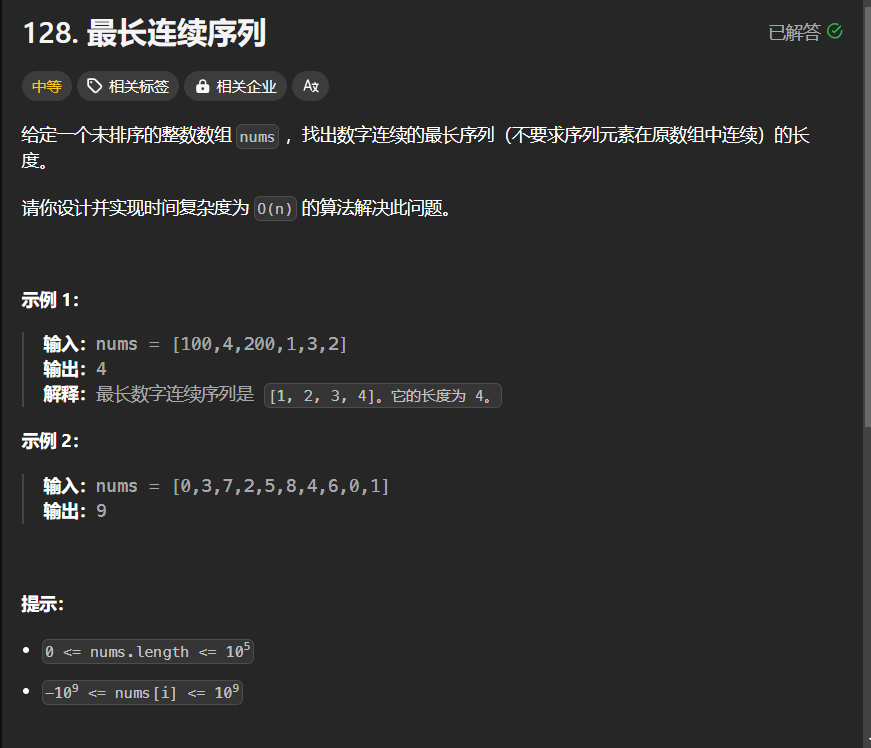 128. 最长连续序列
已解答
中等 相关标签 相关企业 Ax
给定一个未排序的整数数组 nums ，找出数字连续的最长序列（不要求序列元素在原数组中连续）的长
度。
请你设计并实现时间复杂度为 O(n) 的算法解决此问题。
示例 1：
输入：nums = [100,4,200,1,3,2]
输出：4
解释：最长数字连续序列是 [1, 2, 3, 4]。它的长度为 4。
示例 2：
输入：nums = [0,3,7,2,5,8,4,6,0,1]
输出：9
提示：
• 0 <= nums.length <= 10⁵
• -10⁹ <= nums[i] <= 10⁹